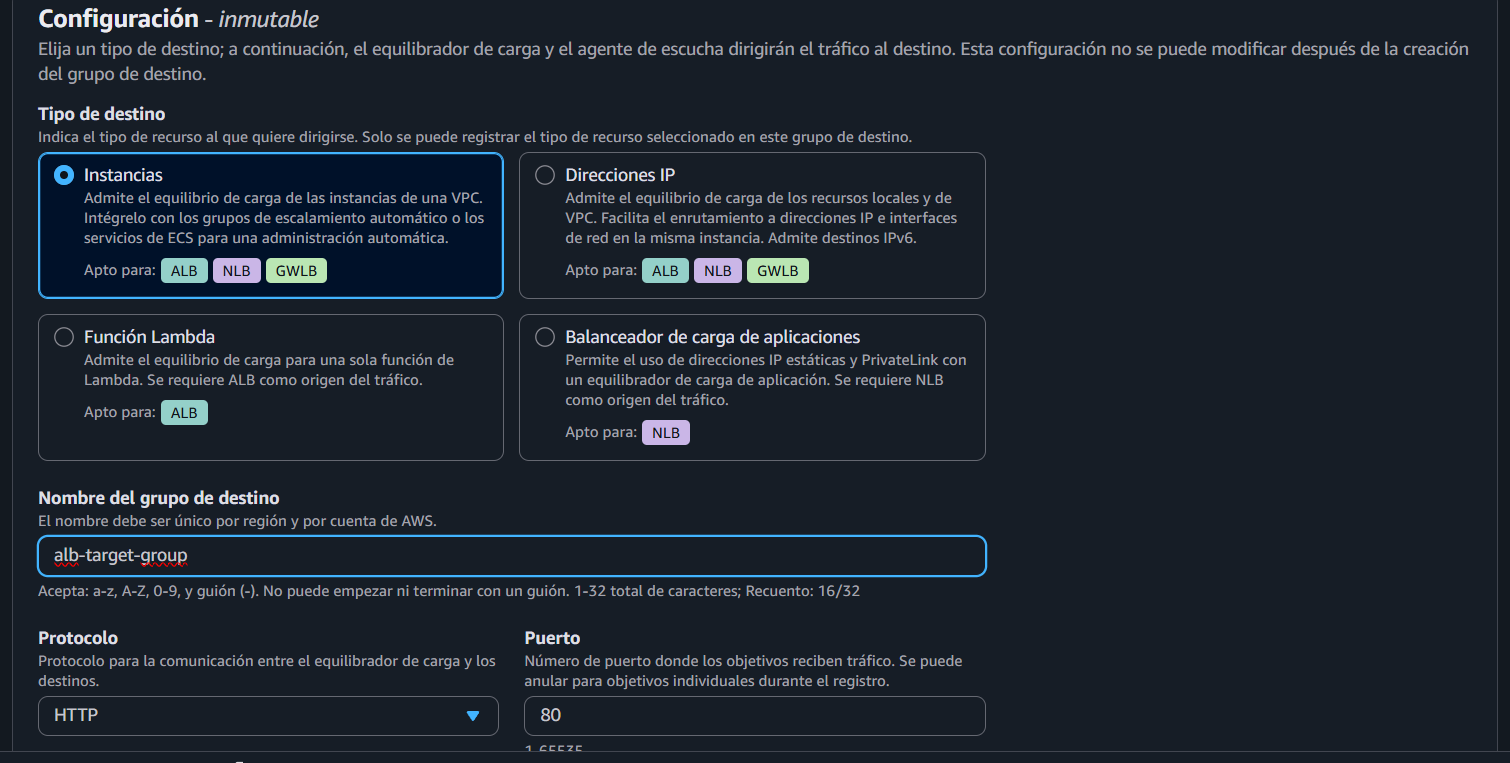 Configuración - inmutable
Elija un tipo de destino; a continuación, el equilibrador de carga y el agente de escucha dirigirán el tráfico al destino. Esta configuración no se puede modificar después de la creación
del grupo de destino.
Tipo de destino
Indica el tipo de recurso al que quiere dirigirse. Solo se puede registrar el tipo de recurso seleccionado en este grupo de destino.
Instancias
Admite el equilibrio de carga de las instancias de una VPC.
Intégrelo con los grupos de escalamiento automático o los
servicios de ECS para una administración automática.
Apto para: ALB NLB GWLB
Direcciones IP
Admite el equilibrio de carga de los recursos locales y de
VPC. Facilita el enrutamiento a direcciones IP e interfaces
de red en la misma instancia. Admite destinos IPv6.
Apto para: ALB NLB GWLB
Función Lambda
Admite el equilibrio de carga para una sola función de
Lambda. Se requiere ALB como origen del tráfico.
Apto para: ALB
Balanceador de carga de aplicaciones
Permite el uso de direcciones IP estáticas y PrivateLink con
un equilibrador de carga de aplicación. Se requiere NLB
como origen del tráfico.
Apto para: NLB
Nombre del grupo de destino
El nombre debe ser único por región y por cuenta de AWS.
alb-target-group
Acepta: a-z, A-Z, 0-9, y guión (-). No puede empezar ni terminar con un guión. 1-32 total de caracteres; Recuento: 16/32
Protocolo
Protocolo para la comunicación entre el equilibrador de carga y los
destinos.
HTTP
Puerto
Número de puerto donde los objetivos reciben tráfico. Se puede
anular para objetivos individuales durante el registro.
80
1-65535